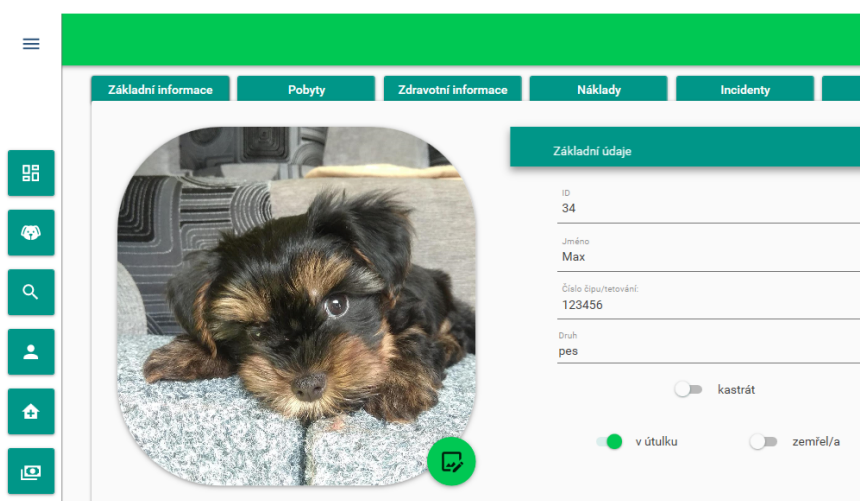 Základní informace
Pobyty
Zdravotní informace
Náklady
Incidenty
Základní údaje
ID
34
Jméno
Max
Číslo čipu/tetování:
123456
Druh
pes
kastrát
v útulku
zemřel/a